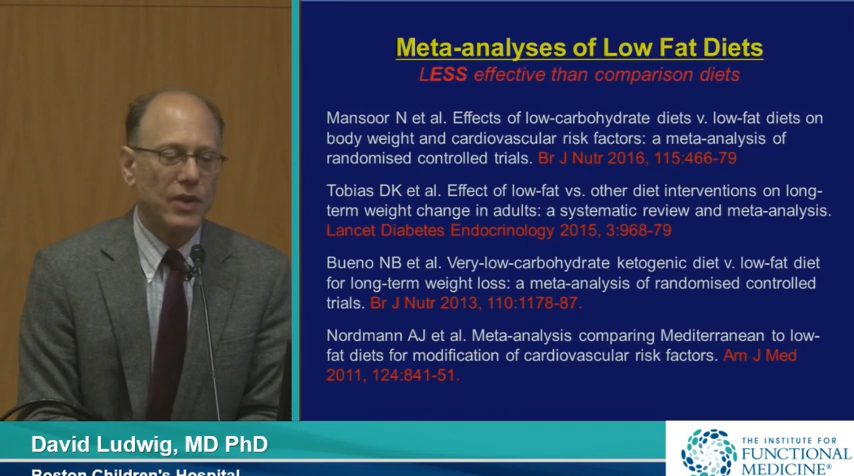 Meta-analyses of Low Fat Diets
LESS effective than comparison diets
Mansoor N et al. Effects of low-carbohydrate diets v. low-fat diets on
body weight and cardiovascular risk factors: a meta-analysis of
randomised controlled trials. Br J Nutr 2016, 115:466-79
Tobias DK et al. Effect of low-fat vs. other diet interventions on long-
term weight change in adults: a systematic review and meta-analysis.
Lancet Diabetes Endocrinology 2015, 3:968-79
Bueno NB et al. Very-low-carbohydrate ketogenic diet v. low-fat diet
for long-term weight loss: a meta-analysis of randomised controlled
trials. Br J Nutr 2013, 110:1178-87.
Nordmann AJ et al. Meta-analysis comparing Mediterranean to low-
fat diets for modification of cardiovascular risk factors. Am J Med
2011, 124:841-51.
David Ludwig, MD PhD
Boston Children's Hospital
THE INSTITUTE FOR
FUNCTIONAL
MEDICINE®